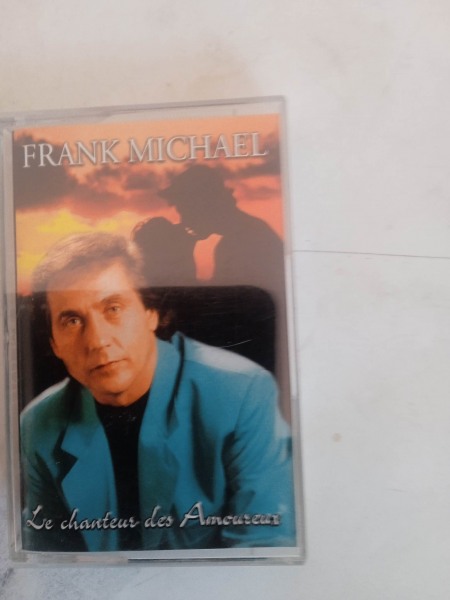 FRANK MICHAEL
Le chanteur des Amoureux